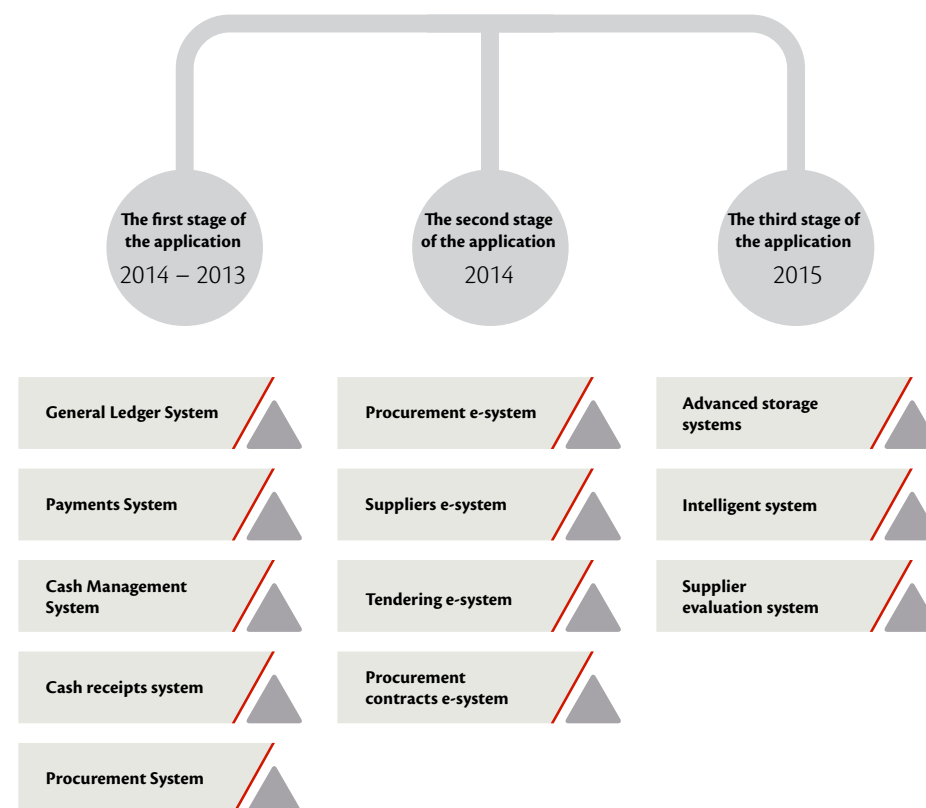 The first stage of
the application
2014 – 2013
The second stage
of the application
2014
The third stage of
the application
2015
General Ledger System
Payments System
Cash Management
System
Cash receipts system
Procurement System
Procurement e-system
Suppliers e-system
Tendering e-system
Procurement
contracts e-system
Advanced storage
systems
Intelligent system
Supplier
evaluation system